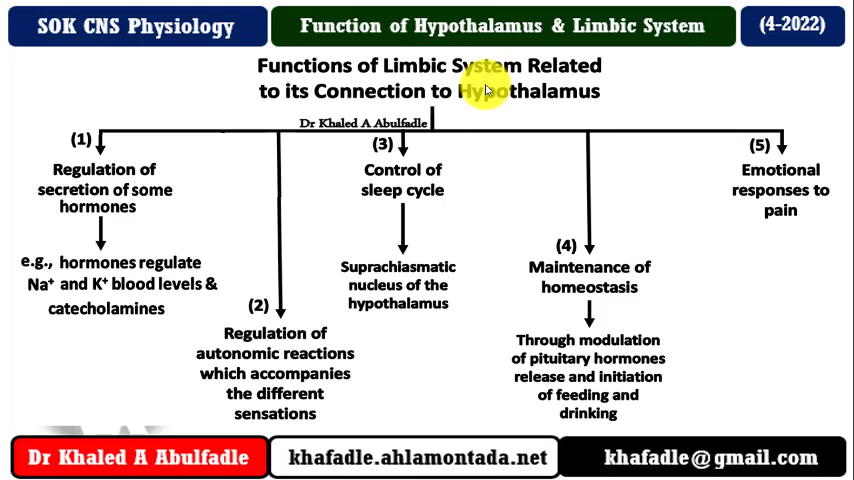 SOK CNS Physiology
Function of Hypothalamus & Limbic System
(4-2022)
Functions of Limbic System Related
to its Connection to Hypothalamus
Dr Khaled A Abulfadle
(1)
Regulation of
secretion of some
hormones
e.g., hormones regulate
Na⁺ and K⁺ blood levels &
catecholamines
(2)
Regulation of
autonomic reactions
which accompanies
the different
sensations
(3)
Control of
sleep cycle
Suprachiasmatic
nucleus of the
hypothalamus
(4)
Maintenance of
homeostasis
Through modulation
of pituitary hormones
release and initiation
of feeding and
drinking
(5)
Emotional
responses to
pain
Dr Khaled A Abulfadle
khafadle.ahlamontada.net
khafadle@gmail.com